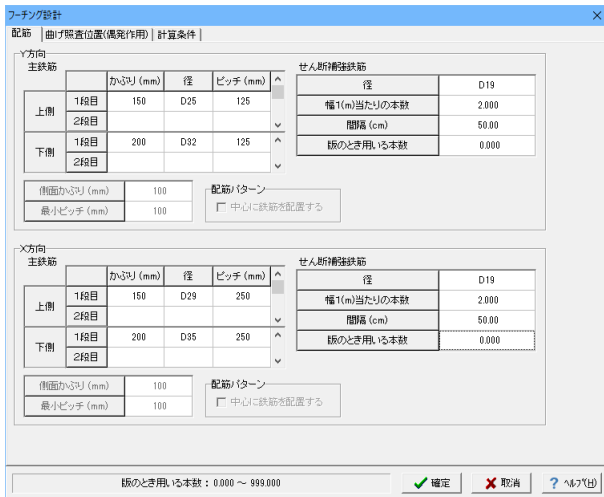 フーチング設計
配筋 曲げ照査位置(偶発作用) 計算条件
Y方向
主鉄筋
かぶり (mm) 径 ピッチ (mm)
上側 1段目 150 D25 125
2段目
下側 1段目 200 D32 125
2段目
側面かぶり (mm) 100
最小ピッチ (mm) 100
配筋パターン
中心に鉄筋を配置する
せん断補強鉄筋
径 D19
幅1(m)当たりの本数 2.000
間隔 (cm) 50.00
版のとき用いる本数 0.000
X方向
主鉄筋
かぶり (mm) 径 ピッチ (mm)
上側 1段目 150 D29 250
2段目
下側 1段目 200 D35 250
2段目
側面かぶり (mm) 100
最小ピッチ (mm) 100
配筋パターン
中心に鉄筋を配置する
せん断補強鉄筋
径 D19
幅1(m)当たりの本数 2.000
間隔 (cm) 50.00
版のとき用いる本数 0.000
版のとき用いる本数 : 0.000 ～ 999.000
確定 取消 ? ヘルプ(H)